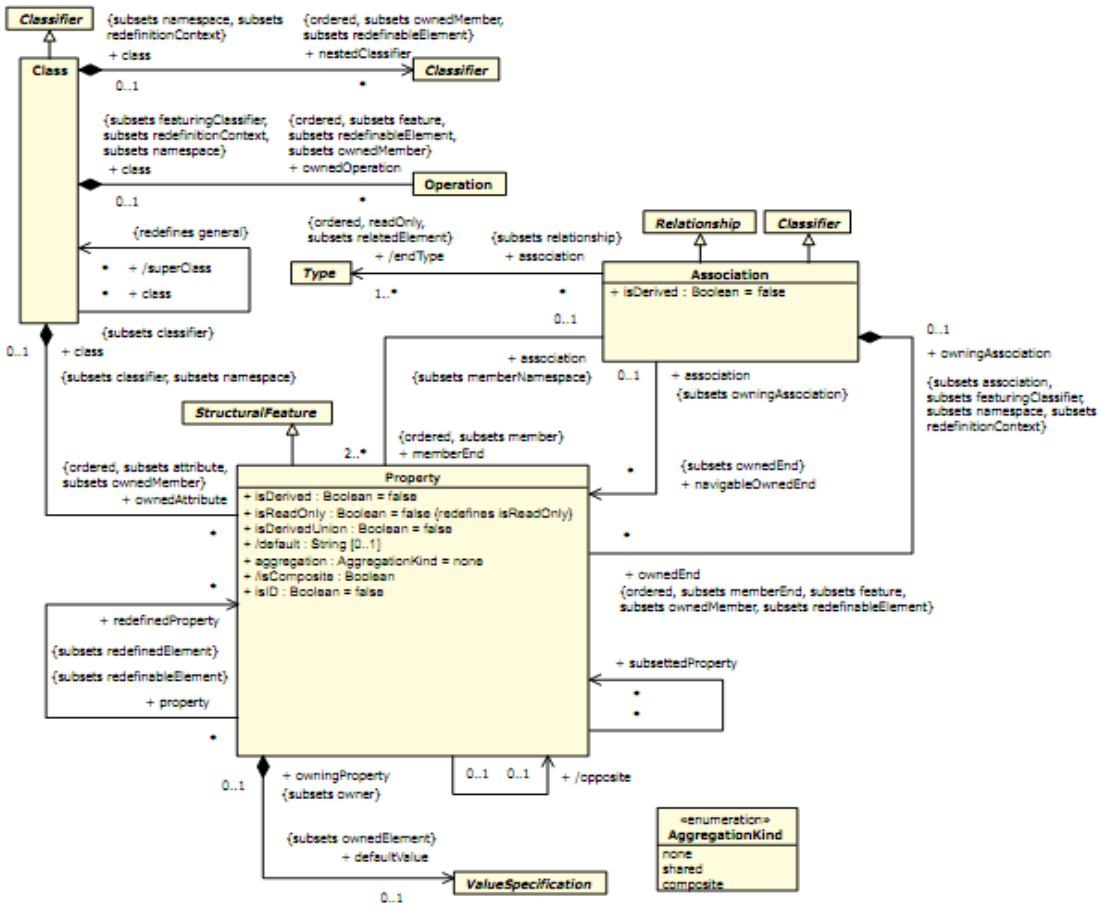 Classifier
{subsets namespace, subsets
redefinitionContext}
+ class
0..1
{ordered, subsets ownedMember,
subsets redefinableElement}
+ nestedClassifier
*
Class
Classifier
{subsets featuringClassifier,
subsets redefinitionContext,
subsets namespace}
+ class
0..1
{ordered, subsets feature,
subsets redefinableElement,
subsets ownedMember}
+ ownedOperation
*
Operation
{redefines general}
* + /superClass
* + class
{subsets classifier}
{ordered, readOnly,
subsets relatedElement}
+ /endType
1..*
Type
{subsets relationship}
+ association
*
Relationship
Classifier
Association
+ isDerived : Boolean = false
0..1
+ class
{subsets classifier, subsets namespace}
0..1
+ association
{subsets memberNamespace}
0..1
+ association
{subsets owningAssociation}
0..1
+ owningAssociation
{subsets association,
subsets featuringClassifier,
subsets namespace, subsets
redefinitionContext}
StructuralFeature
{ordered, subsets member}
2..*
+ memberEnd
{ordered, subsets attribute,
subsets ownedMember}
+ ownedAttribute
*
*
{subsets ownedEnd}
+ navigableOwnedEnd
Property
+ isDerived : Boolean = false
+ isReadOnly : Boolean = false {redefines isReadOnly}
+ isDerivedUnion : Boolean = false
+ /default : String [0..1]
+ aggregation : AggregationKind = none
+ /isComposite : Boolean
+ isID : Boolean = false
*
+ ownedEnd
{ordered, subsets memberEnd, subsets feature,
subsets ownedMember, subsets redefinableElement}
*
+ redefinedProperty
{subsets redefinedElement}
{subsets redefinableElement}
+ property
*
+ subsettedProperty
*
*
0..1
+ owningProperty
{subsets owner}
0..1
0..1
+ /opposite
{subsets ownedElement}
+ defaultValue
0..1
ValueSpecification
«enumeration»
AggregationKind
none
shared
composite